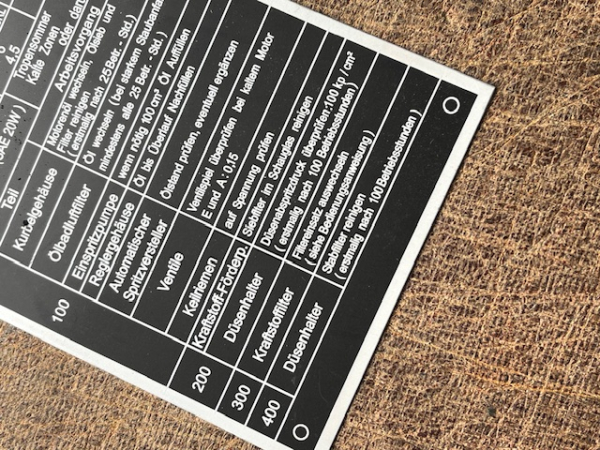 4,5
Tropensommer
Kalte Zonen
oder den
Arbeitsvorgang
(SAE 20W)
Teil
Motorenöl wechseln, Ölsieb und
Filter reinigen
( erstmalig nach 25 Betr. - Std.)
Kurbelgehäuse
Öl wechseln ( bei starkem Staubanfa
mindestens alle 25 Betr. - Std. )
Ölbadluftfilter
wenn nötig 100 cm³ Öl Auffüllen
Einspritzpumpe
Reglergehäuse
Öl bis Überlauf Nachfüllen
Automatischer
Spritzversteller
Ölstand prüfen, eventuell ergänzen
100
Ventile
Ventilspiel überprüfen bei kaltem Motor
E und A : 0,15
Keilriemen
auf Spannung prüfen
Kraftstoff-Förderp.
Siebfilter im Schauglas reinigen
200
Düsenhalter
Düsenabspritzdruck überprüfen: 100 kp / cm²
( erstmalig nach 100 Betriebsstunden )
300
Kraftstoffilter
Filtereinsatz auswechseln
( siehe Bedienungsanweisung )
400
Düsenhalter
Siebfilter reinigen
( erstmalig nach 100 Betriebsstunden )